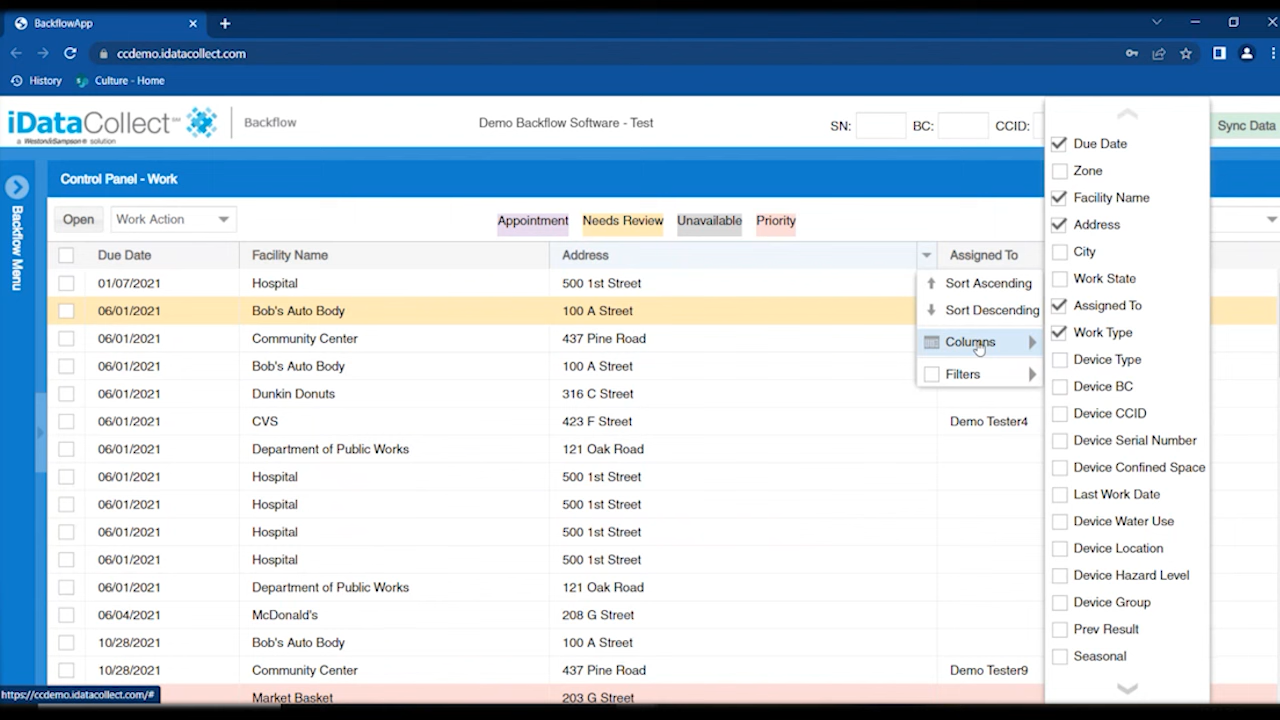 BackflowApp
ccdemo.idatacollect.com
History Culture - Home
iDataCollect℠ Backflow Demo Backflow Software - Test SN: BC: CCID: Sync Data
a Weston&Sampson® solution
Control Panel - Work
Open Work Action Appointment Needs Review Unavailable Priority
Due Date Facility Name Address Assigned To
01/07/2021 Hospital 500 1st Street
06/01/2021 Bob's Auto Body 100 A Street
06/01/2021 Community Center 437 Pine Road
06/01/2021 Bob's Auto Body 100 A Street
06/01/2021 Dunkin Donuts 316 C Street
06/01/2021 CVS 423 F Street Demo Tester4
06/01/2021 Department of Public Works 121 Oak Road
06/01/2021 Hospital 500 1st Street
06/01/2021 Hospital 500 1st Street
06/01/2021 Hospital 500 1st Street
06/01/2021 Hospital 500 1st Street
06/01/2021 Department of Public Works 121 Oak Road
06/04/2021 McDonald's 208 G Street
10/28/2021 Bob's Auto Body 100 A Street
10/28/2021 Community Center 437 Pine Road Demo Tester9
Market Basket 203 G Street
Backflow Menu
Sort Ascending
Sort Descending
Columns
Filters
Due Date
Zone
Facility Name
Address
City
Work State
Assigned To
Work Type
Device Type
Device BC
Device CCID
Device Serial Number
Device Confined Space
Last Work Date
Device Water Use
Device Location
Device Hazard Level
Device Group
Prev Result
Seasonal
https://ccdemo.idatacollect.com/#